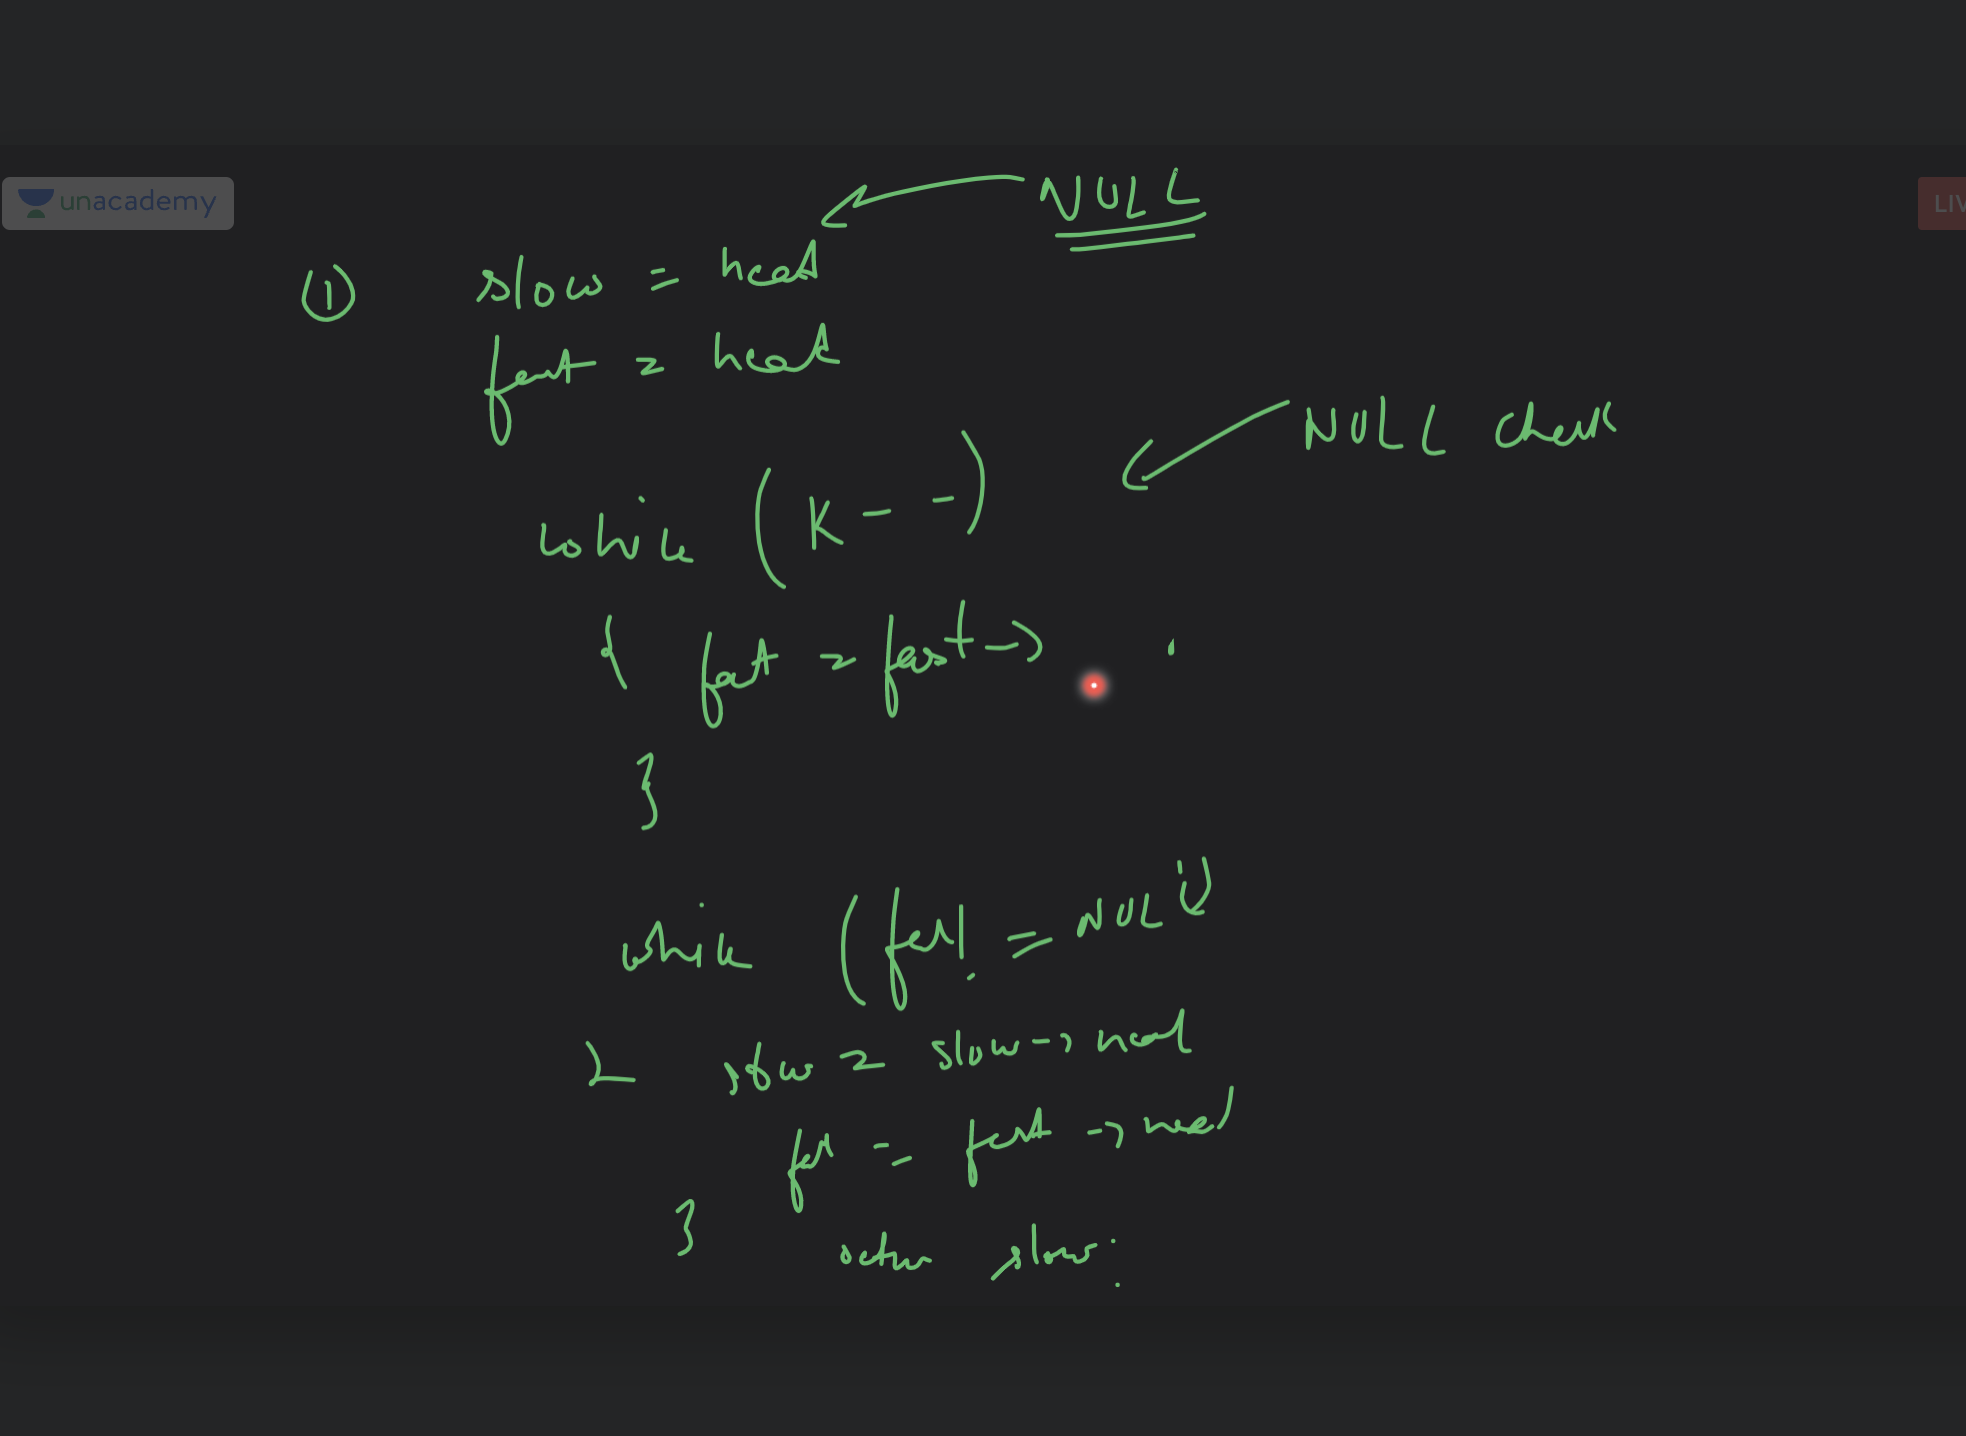 unacademy
LIV
NULL
① slow = head
fast = head
NULL check
while (K--)
{ fast = fast →
}
while (fast != NULL)
{ slow = slow → next
fast = fast → next
}
return slow;